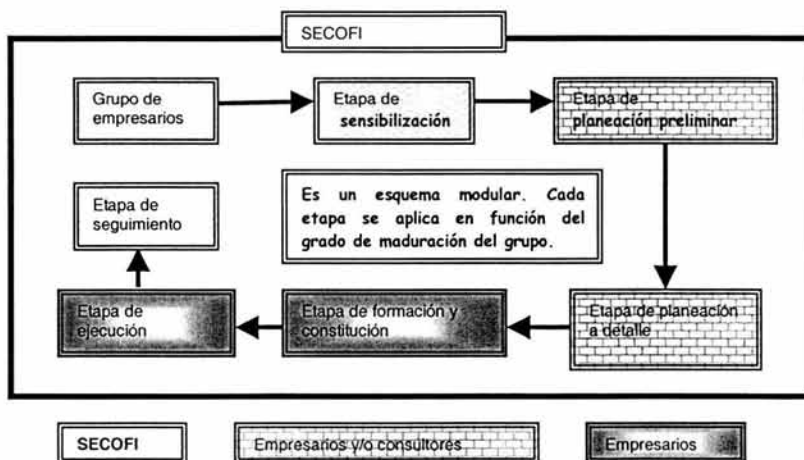 SECOFI
Grupo de
empresarios
Etapa de
sensibilización
Etapa de
planeación preliminar
Etapa de
seguimiento
Es un esquema modular. Cada
etapa se aplica en función del
grado de maduración del grupo.
Etapa de
ejecución
Etapa de formación y
constitución
Etapa de planeación
a detalle
SECOFI
Empresarios y/o consultores
Empresarios